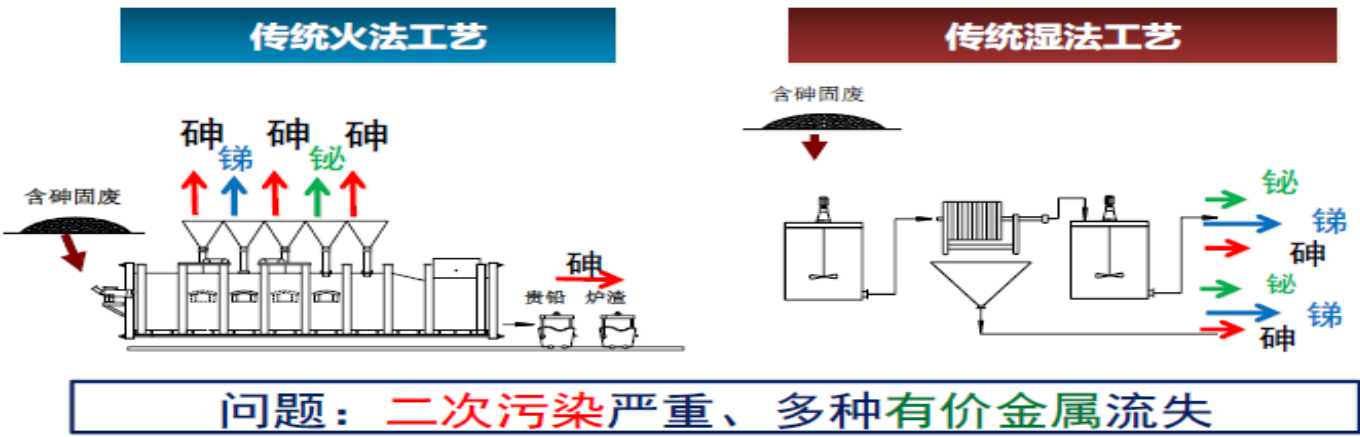 传统火法工艺
传统湿法工艺
含砷固废
砷 砷 砷
锑 铋
含砷固废
砷
贵铅 炉渣
铋
锑
砷
铋
锑
砷
问题：二次污染严重、多种有价金属流失